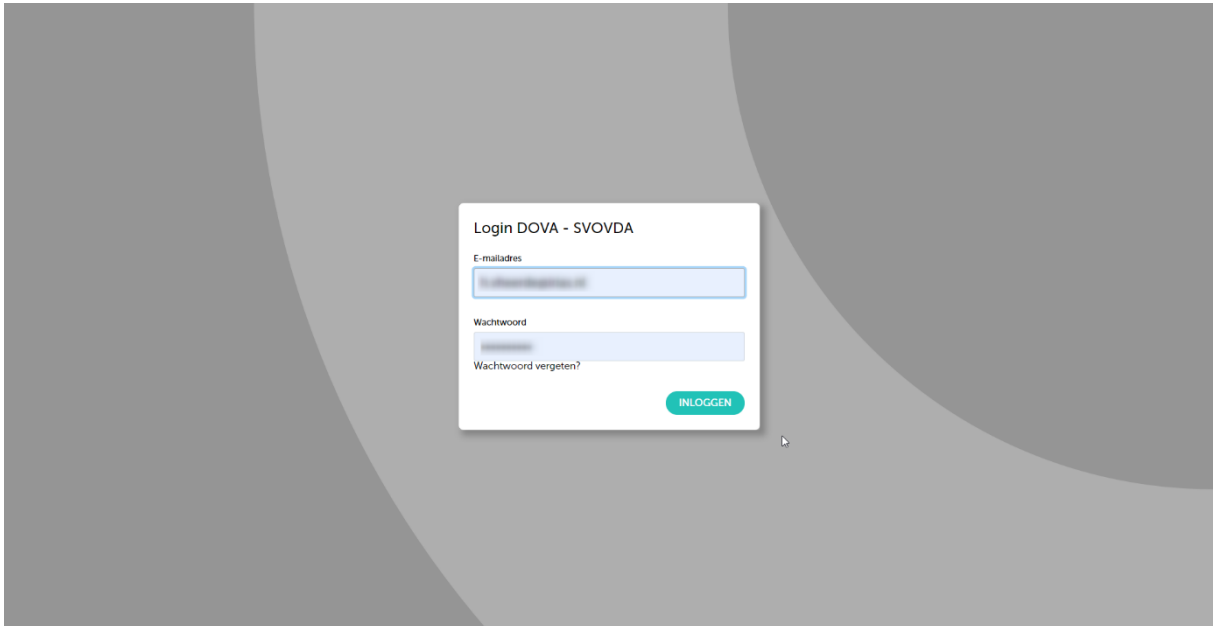 Login DOVA - SVOVDA
E-mailadres
Wachtwoord
Wachtwoord vergeten?
INLOGGEN